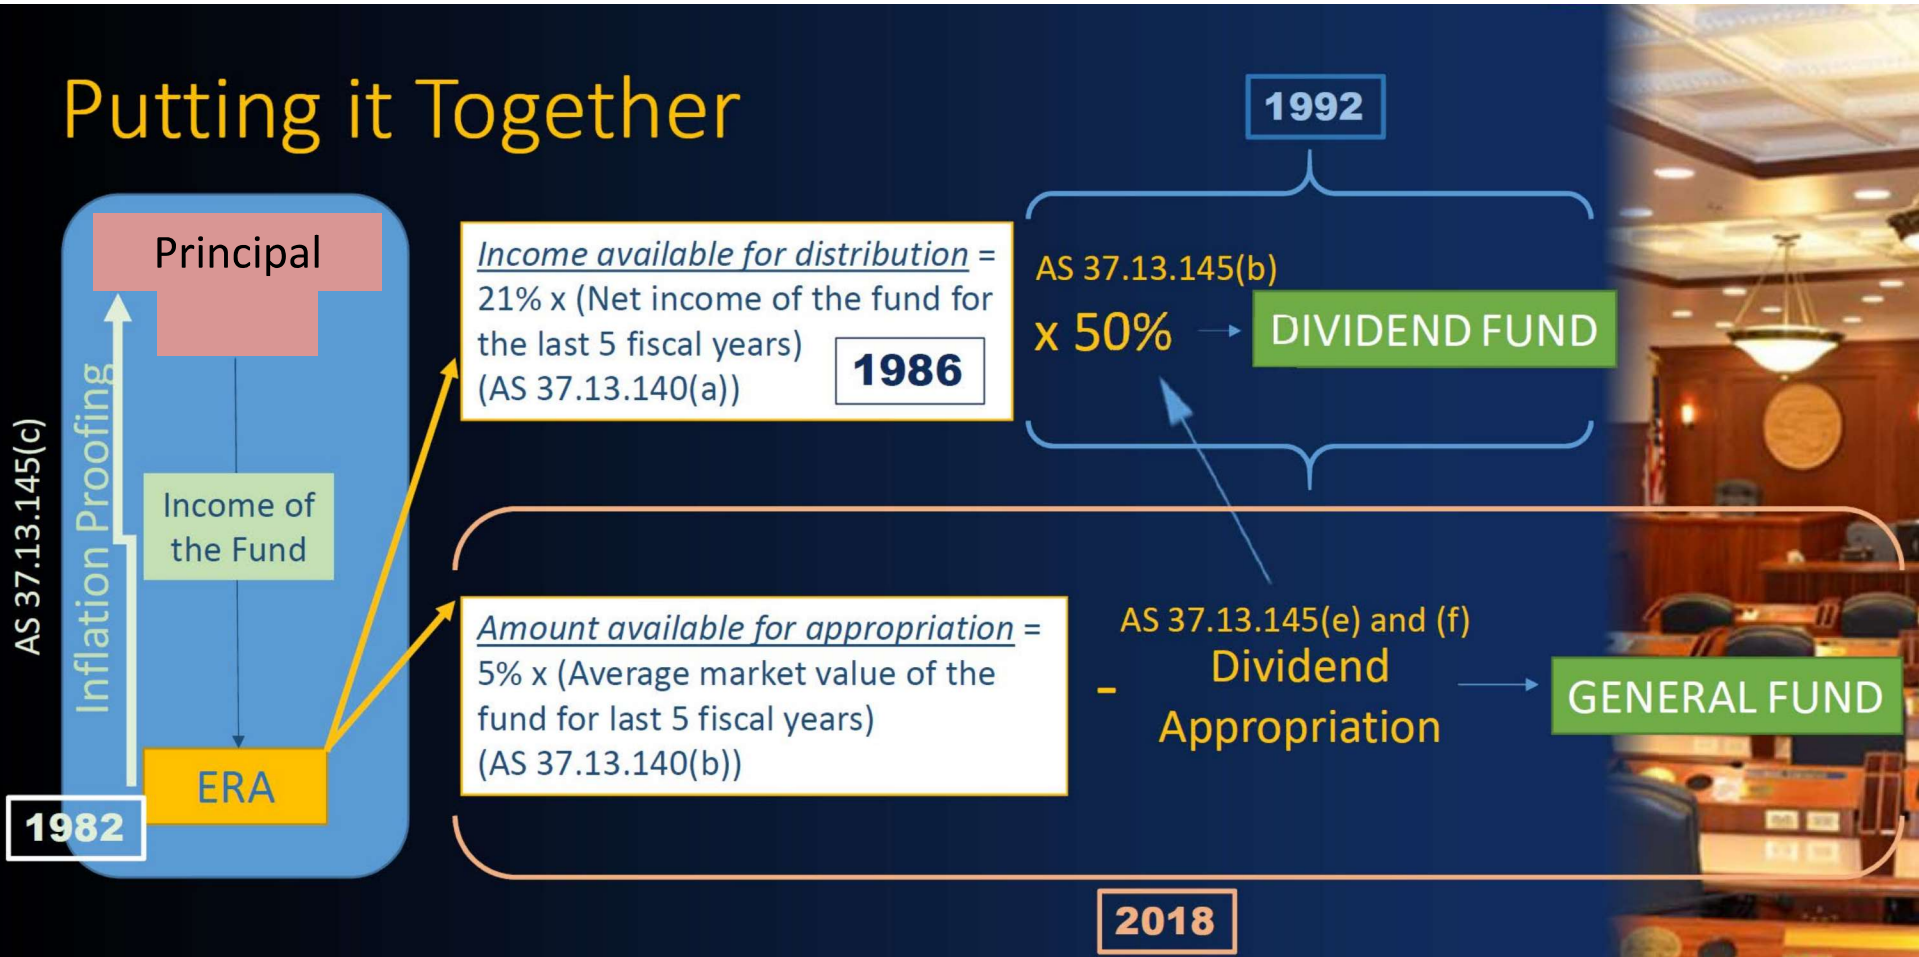 Putting it Together
1992
Principal
Income of
the Fund
ERA
Inflation Proofing
AS 37.13.145(c)
1982
Income available for distribution =
21% x (Net income of the fund for
the last 5 fiscal years)
(AS 37.13.140(a))
1986
AS 37.13.145(b)
x 50%
DIVIDEND FUND
Amount available for appropriation =
5% x (Average market value of the
fund for last 5 fiscal years)
(AS 37.13.140(b))
-
AS 37.13.145(e) and (f)
Dividend
Appropriation
GENERAL FUND
2018